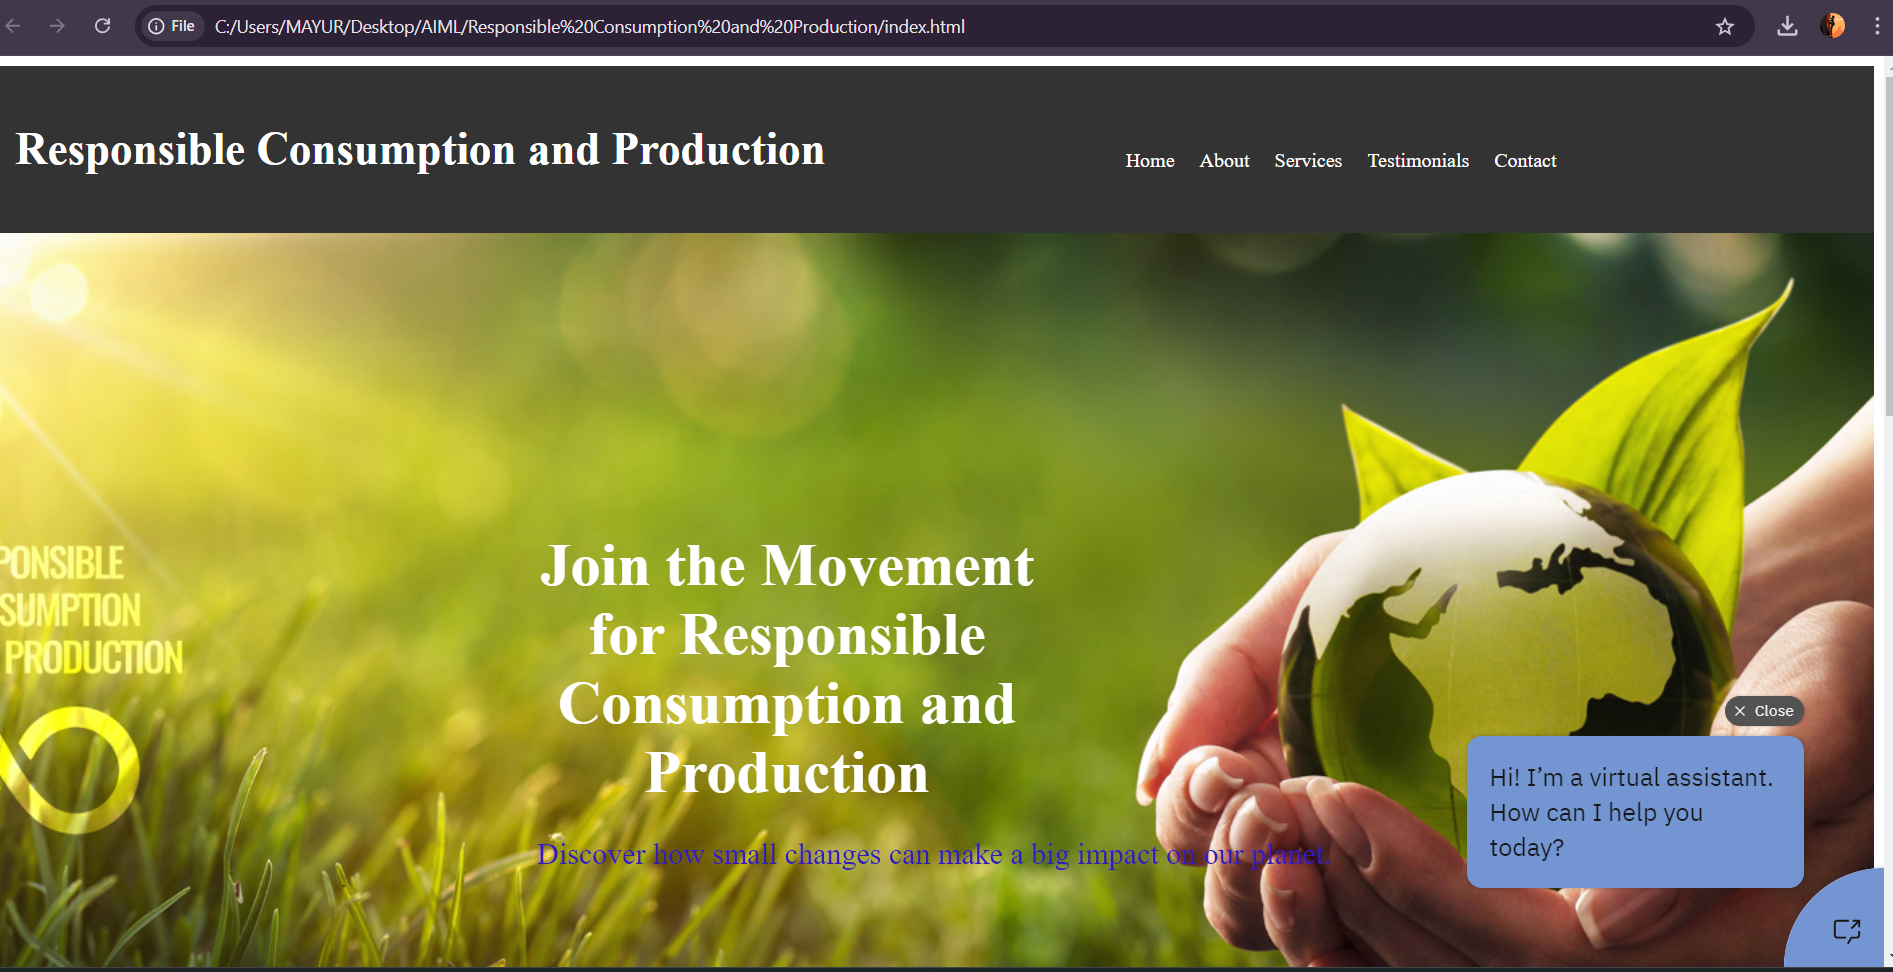 File
C:/Users/MAYUR/Desktop/AIML/Responsible%20Consumption%20and%20Production/index.html
Responsible Consumption and Production
Home About Services Testimonials Contact
PONSIBLE
SUMPTION
PRODUCTION
Join the Movement
for Responsible
Consumption and
Production
Discover how small changes can make a big impact on our planet.
Close
Hi! I’m a virtual assistant.
How can I help you
today?